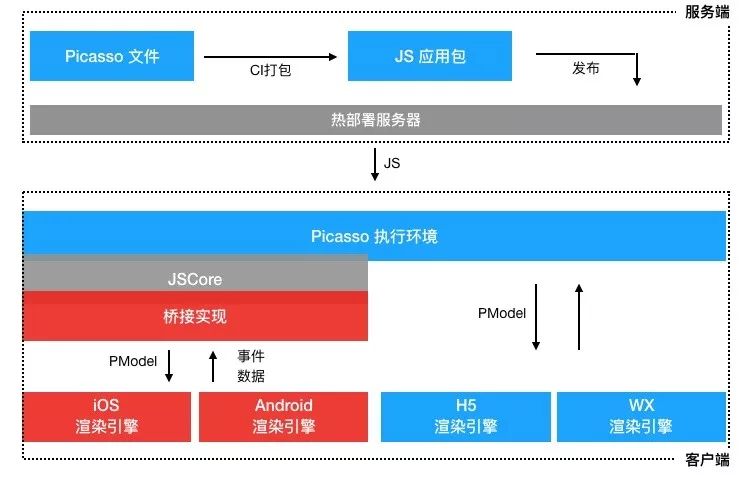 服务端
Picasso 文件
CI打包
JS 应用包
发布
热部署服务器
JS
Picasso 执行环境
JSCore
桥接实现
PModel
事件
数据
PModel
iOS
渲染引擎
Android
渲染引擎
H5
渲染引擎
WX
渲染引擎
客户端